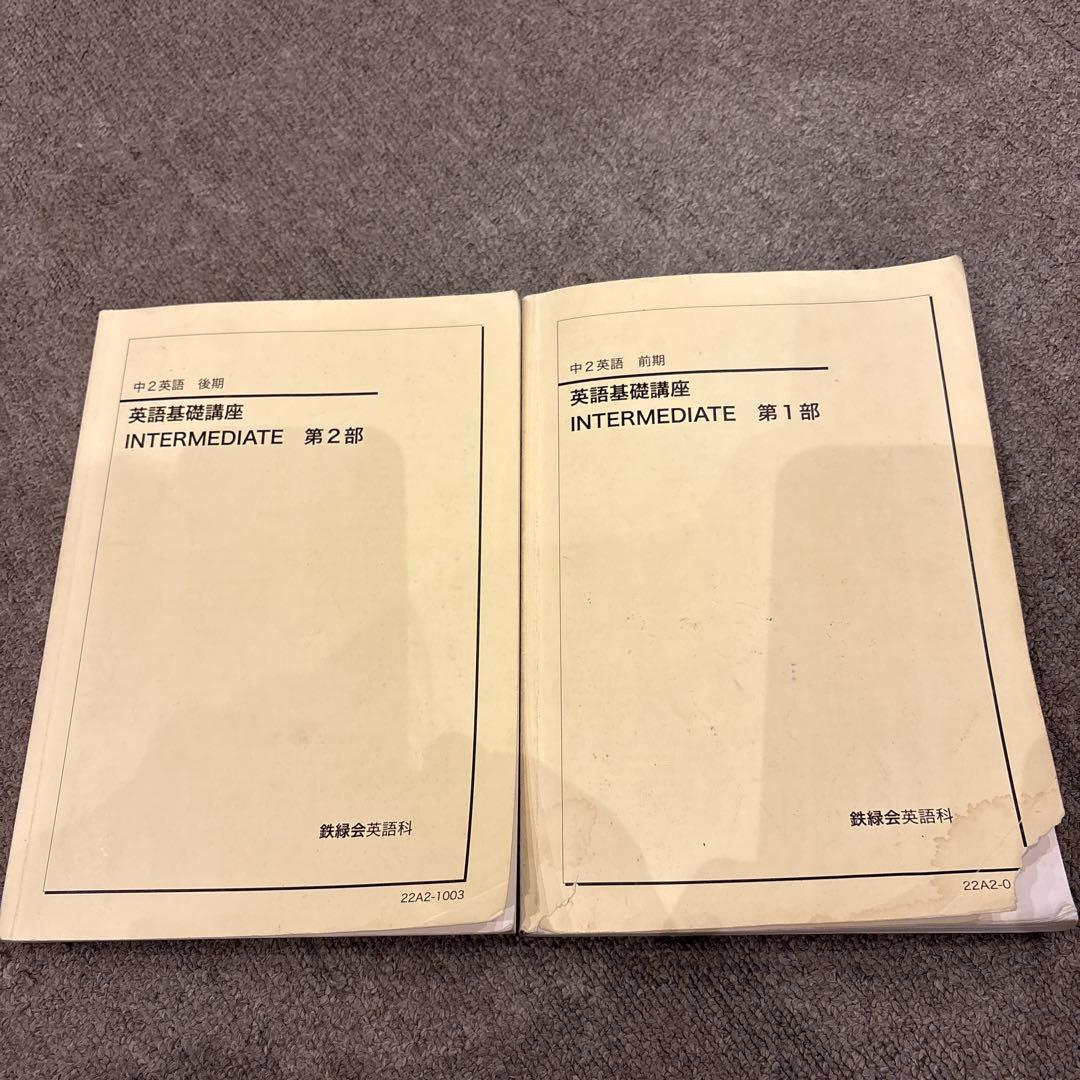 中２英語　後期
英語基礎講座
INTERMEDIATE　第２部
鉄緑会英語科
22A2-1003
中２英語　前期
英語基礎講座
INTERMEDIATE　第１部
鉄緑会英語科
22A2-0